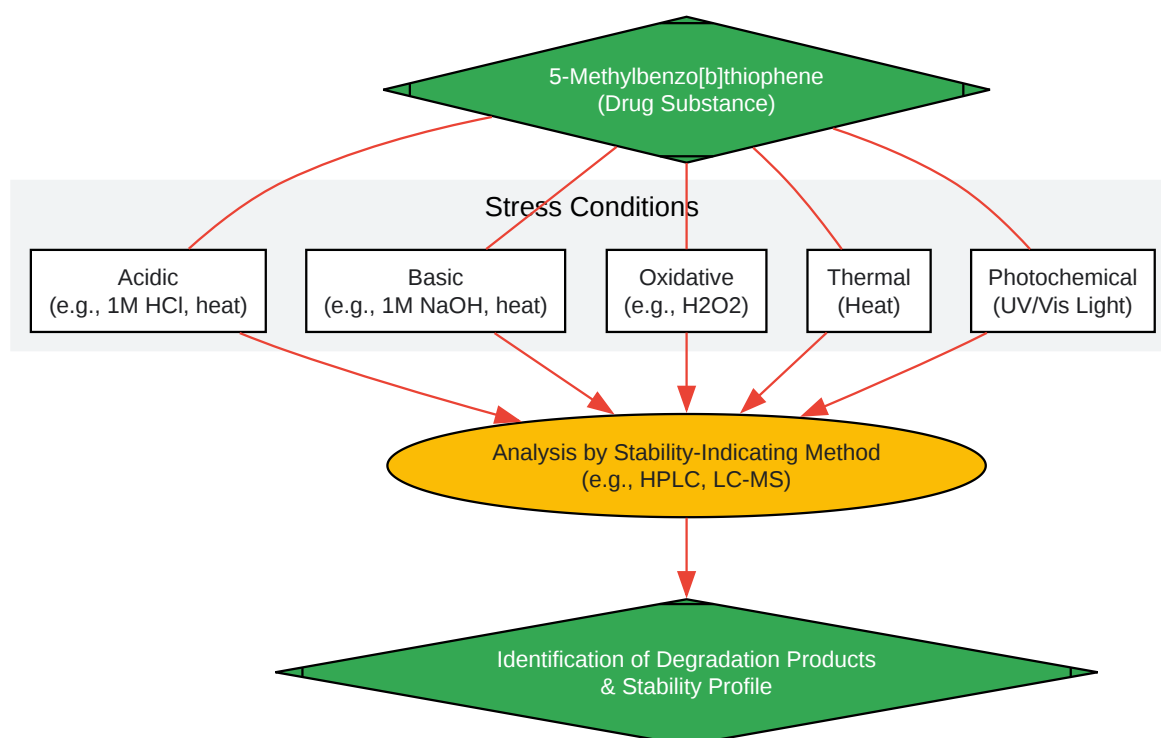 5-Methylbenzo[b]thiophene
(Drug Substance)
Stress Conditions
Acidic
(e.g., 1M HCl, heat)
Basic
(e.g., 1M NaOH, heat)
Oxidative
(e.g., H2O2)
Thermal
(Heat)
Photochemical
(UV/Vis Light)
Analysis by Stability-Indicating Method
(e.g., HPLC, LC-MS)
Identification of Degradation Products
& Stability Profile